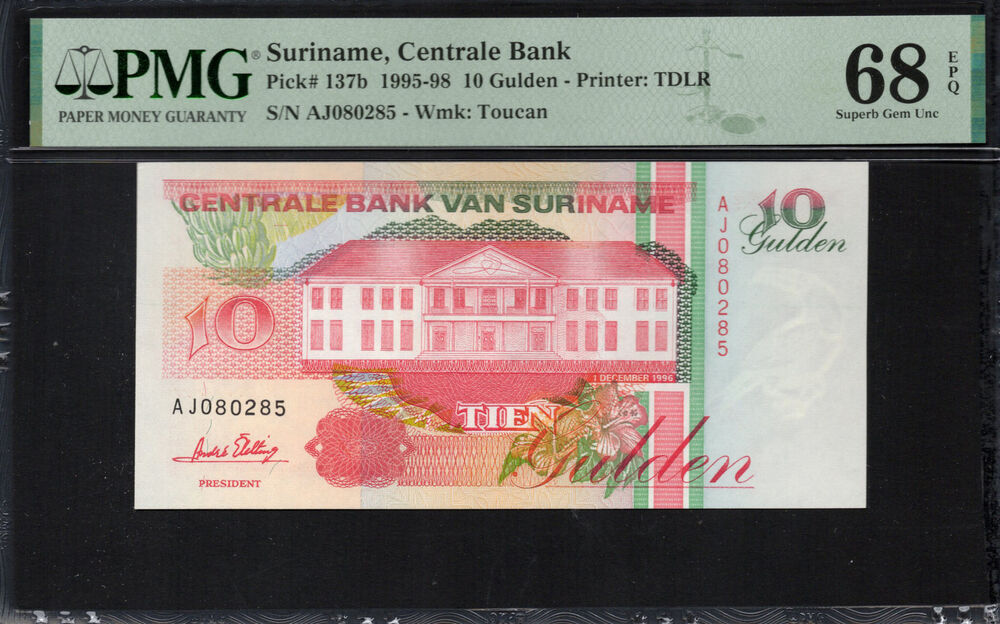 PMG®
PAPER MONEY GUARANTY
Suriname, Centrale Bank
Pick# 137b 1995-98 10 Gulden - Printer: TDLR
S/N AJ080285 - Wmk: Toucan
68 EPQ
Superb Gem Unc
CENTRALE BANK VAN SURINAME
10
Gulden
AJ080285
10
1 DECEMBER 1996
AJ080285
TIEN
Gulden
PRESIDENT